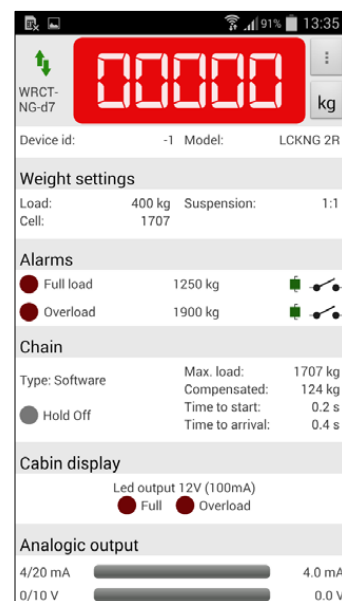 91% 13:35
00000
WRCT-
NG-d7
kg
Device id: -1 Model: LCKNG 2R
Weight settings
Load: 400 kg Suspension: 1:1
Cell: 1707
Alarms
Full load 1250 kg
Overload 1900 kg
Chain
Type: Software
Max. load: 1707 kg
Compensated: 124 kg
Hold Off
Time to start: 0.2 s
Time to arrival: 0.4 s
Cabin display
Led output 12V (100mA)
Full Overload
Analogic output
4/20 mA 4.0 mA
0/10 V 0.0 V